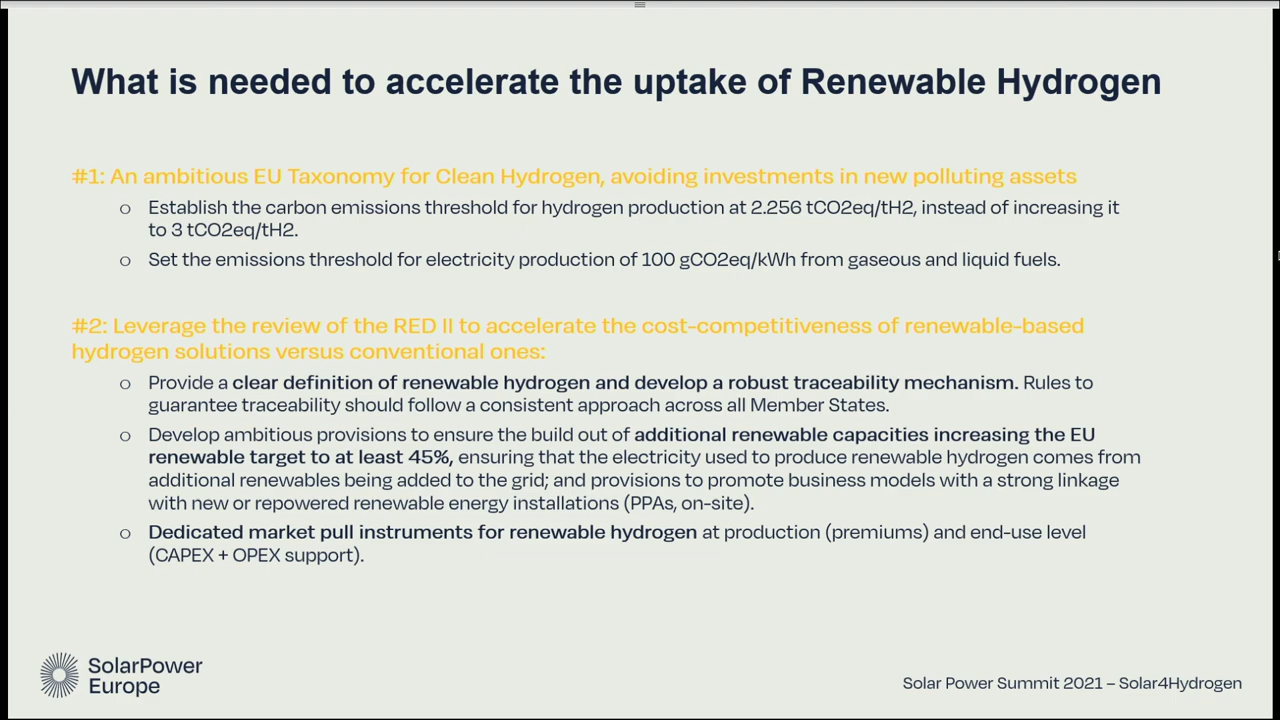 What is needed to accelerate the uptake of Renewable Hydrogen
#1: An ambitious EU Taxonomy for Clean Hydrogen, avoiding investments in new polluting assets
o Establish the carbon emissions threshold for hydrogen production at 2.256 tCO2eq/tH2, instead of increasing it
to 3 tCO2eq/tH2.
o Set the emissions threshold for electricity production of 100 gCO2eq/kWh from gaseous and liquid fuels.
#2: Leverage the review of the RED II to accelerate the cost-competitiveness of renewable-based
hydrogen solutions versus conventional ones:
o Provide a clear definition of renewable hydrogen and develop a robust traceability mechanism. Rules to
guarantee traceability should follow a consistent approach across all Member States.
o Develop ambitious provisions to ensure the build out of additional renewable capacities increasing the EU
renewable target to at least 45%, ensuring that the electricity used to produce renewable hydrogen comes from
additional renewables being added to the grid; and provisions to promote business models with a strong linkage
with new or repowered renewable energy installations (PPAs, on-site).
o Dedicated market pull instruments for renewable hydrogen at production (premiums) and end-use level
(CAPEX + OPEX support).
SolarPower
Europe
Solar Power Summit 2021 – Solar4Hydrogen